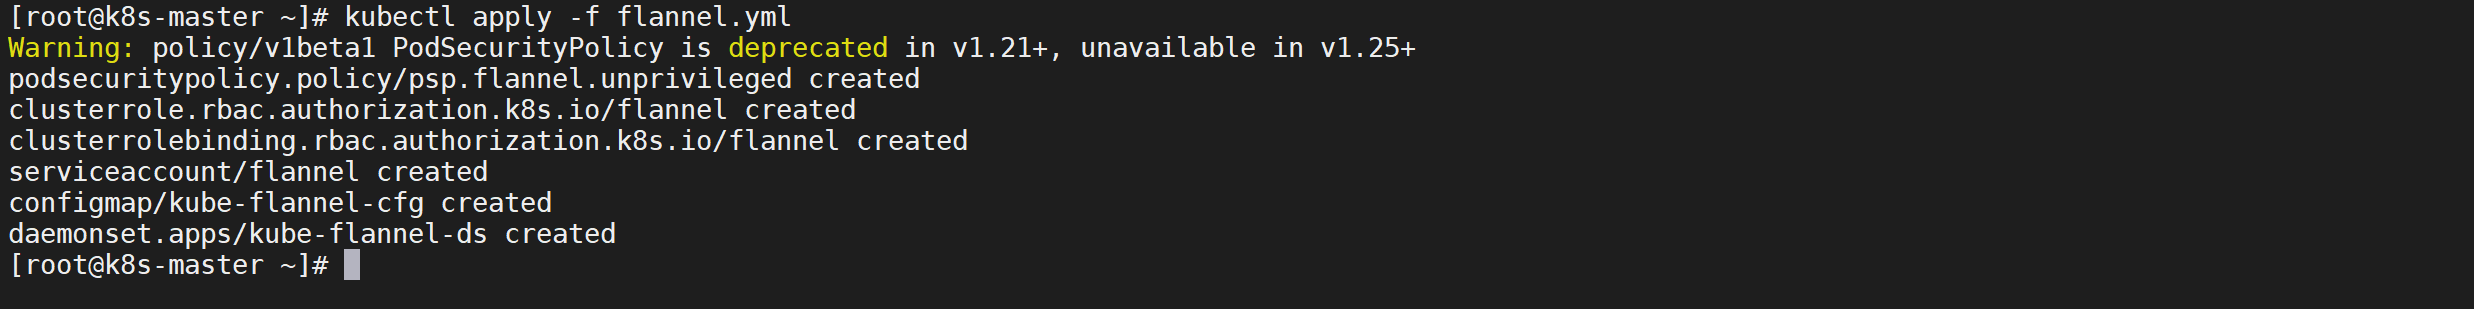 [root@k8s-master ~]# kubectl apply -f flannel.yml
Warning: policy/v1beta1 PodSecurityPolicy is deprecated in v1.21+, unavailable in v1.25+
podsecuritypolicy.policy/psp.flannel.unprivileged created
clusterrole.rbac.authorization.k8s.io/flannel created
clusterrolebinding.rbac.authorization.k8s.io/flannel created
serviceaccount/flannel created
configmap/kube-flannel-cfg created
daemonset.apps/kube-flannel-ds created
[root@k8s-master ~]#